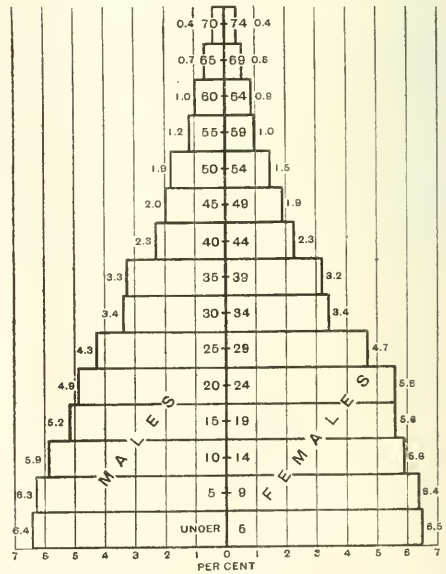 0.4 70-74 0.4
0.7 65-69
1.0 60-64 0.9
1.2 55-59 1.0
50-54 1.5
2.0 45-49 1.9
2.3 40-44 2.3
3.3 35-39 3.2
3.4 30-34 3.4
4.3 25-29 4.7
4.9 20-24 5.6
5.2 15-19 5.6
5.9 10-14 5.9
6.3 5-9 6.4
6.4 UNDER 5 6.5
MALES
FEMALES
7 6 5 4 3 2 1 0 1 2 3 4 5 6 7
PER CENT